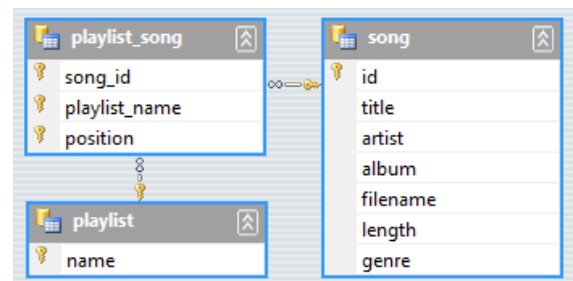 playlist_song
song_id
playlist_name
position
song
id
title
artist
album
filename
length
genre
playlist
name